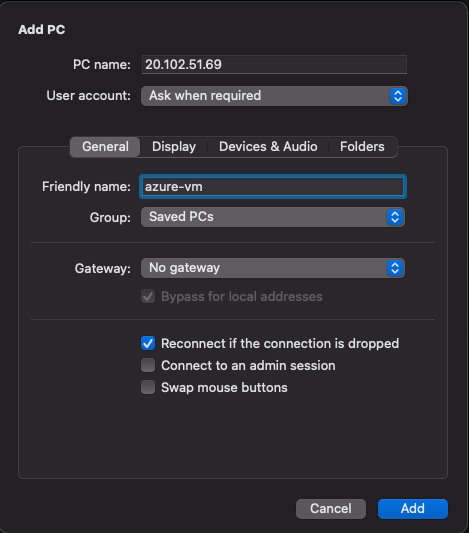 Add PC
PC name: 20.102.51.69
User account: Ask when required
General Display Devices & Audio Folders
Friendly name: azure-vm
Group: Saved PCs
Gateway: No gateway
Bypass for local addresses
Reconnect if the connection is dropped
Connect to an admin session
Swap mouse buttons
Cancel Add